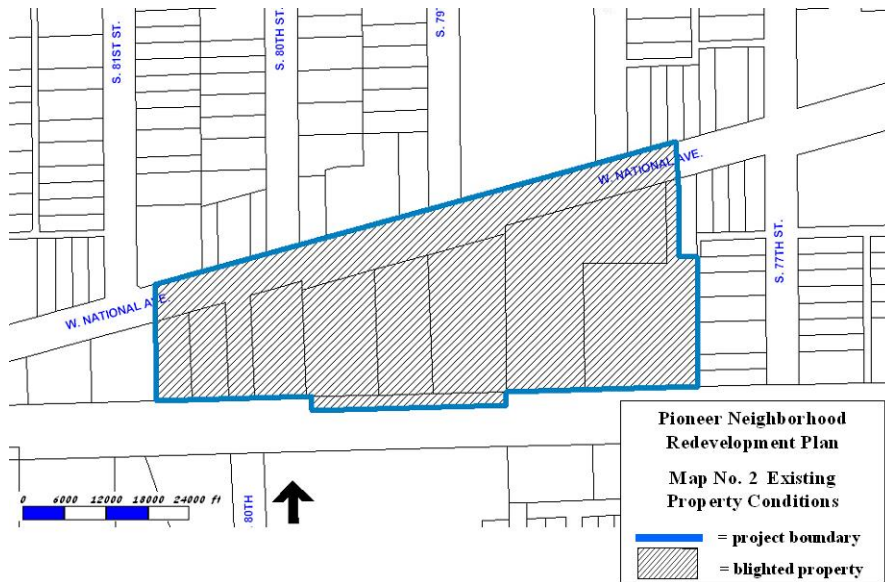 S. 81ST ST.
S. 80TH ST.
S. 79T
W. NATIONAL AVE.
S. 77TH ST.
W. NATIONAL AVE.
Pioneer Neighborhood
Redevelopment Plan
Map No. 2 Existing
Property Conditions
= project boundary
= blighted property
0 6000 12000 18000 24000 ft
. 80TH